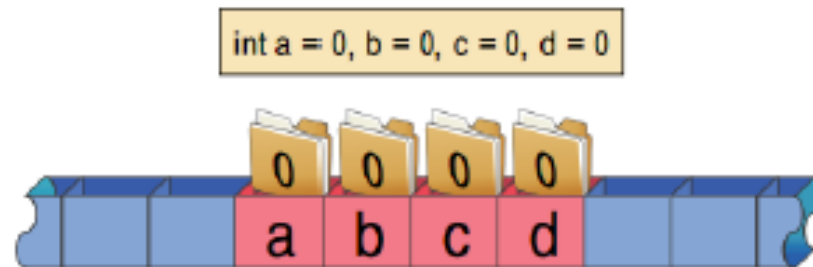 int a = 0, b = 0, c = 0, d = 0
0 0 0 0
a b c d